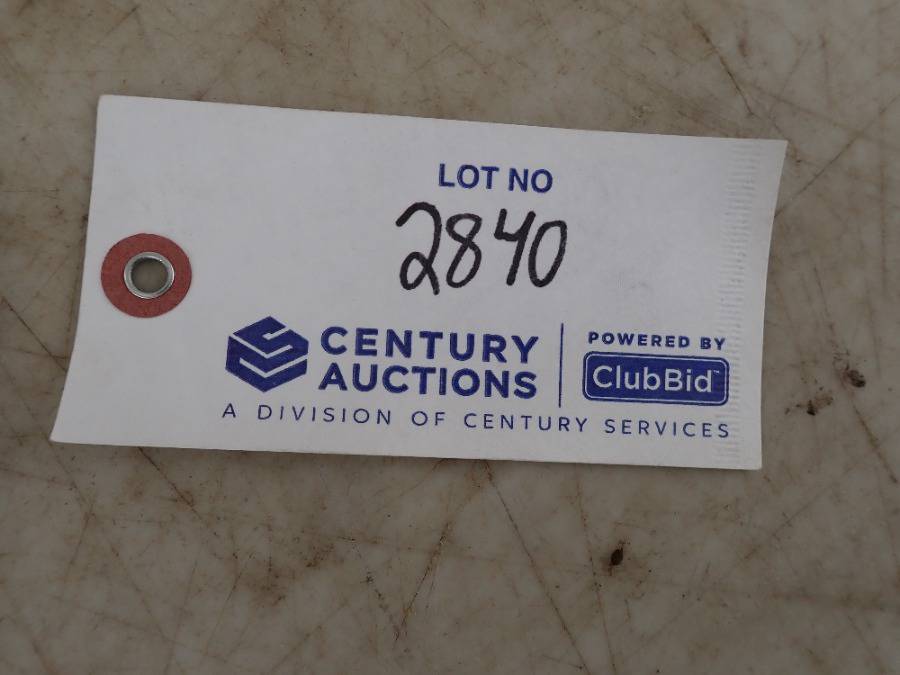 LOT NO
2840
CENTURY
AUCTIONS
A DIVISION OF CENTURY SERVICES
POWERED BY
ClubBid™